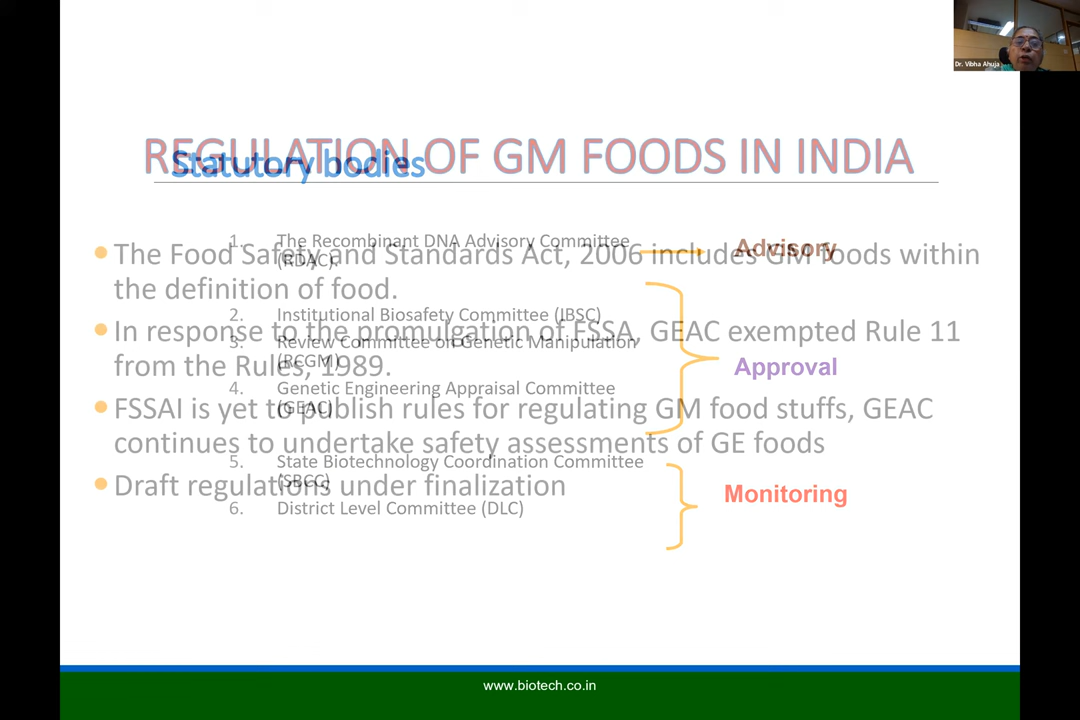 Dr. Vibha Ahuja
REGULATION OF GM FOODS IN INDIA
The Food Safety and Standards Act, 2006 includes GM foods within
the definition of food.
In response to the promulgation of FSSA, GEAC exempted Rule 11
from the Rules, 1989.
FSSAI is yet to publish rules for regulating GM food stuffs, GEAC
continues to undertake safety assessments of GE foods
Draft regulations under finalization
Statutory bodies
1. The Recombinant DNA Advisory Committee
(RDAC).
Advisory
2. Institutional Biosafety Committee (IBSC)
3. Review Committee on Genetic Manipulation
(RCGM)
4. Genetic Engineering Appraisal Committee
(GEAC)
Approval
5. State Biotechnology Coordination Committee
(SBCC)
6. District Level Committee (DLC)
Monitoring
www.biotech.co.in